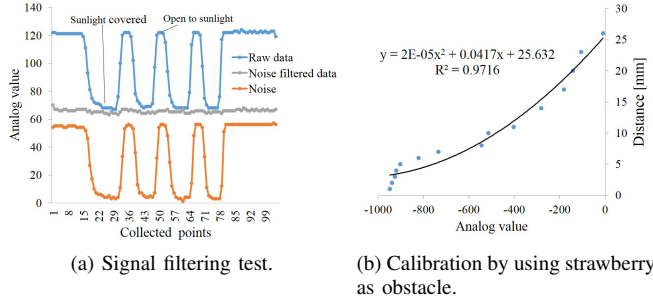 140
120
100
80
60
40
20
0
Analog value
Sunlight covered
Open to sunlight
Raw data
Noise filtered data
Noise
1 8 15 22 29 36 43 50 57 64 71 78 85 92 99
Collected points
(a) Signal filtering test.
y = 2E-05x² + 0.0417x + 25.632
R² = 0.9716
30
25
20
15
10
5
0
Distance [mm]
-1000 -800 -600 -400 -200 0
Analog value
(b) Calibration by using strawberry
as obstacle.